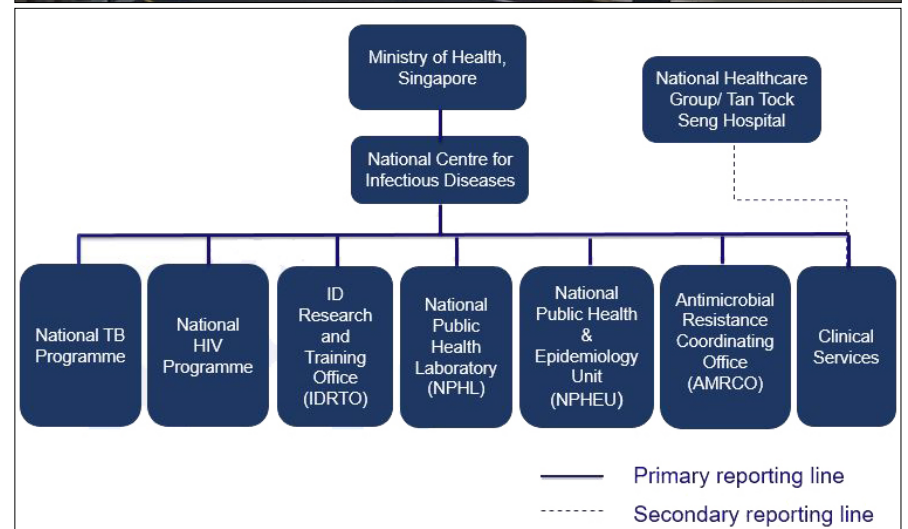 Ministry of Health,
Singapore
National Healthcare
Group/ Tan Tock
Seng Hospital
National Centre for
Infectious Diseases
National TB
Programme
National
HIV
Programme
ID
Research
and
Training
Office
(IDRTO)
National
Public
Health
Laboratory
(NPHL)
National
Public Health
&
Epidemiology
Unit
(NPHEU)
Antimicrobial
Resistance
Coordinating
Office
(AMRCO)
Clinical
Services
Primary reporting line
Secondary reporting line